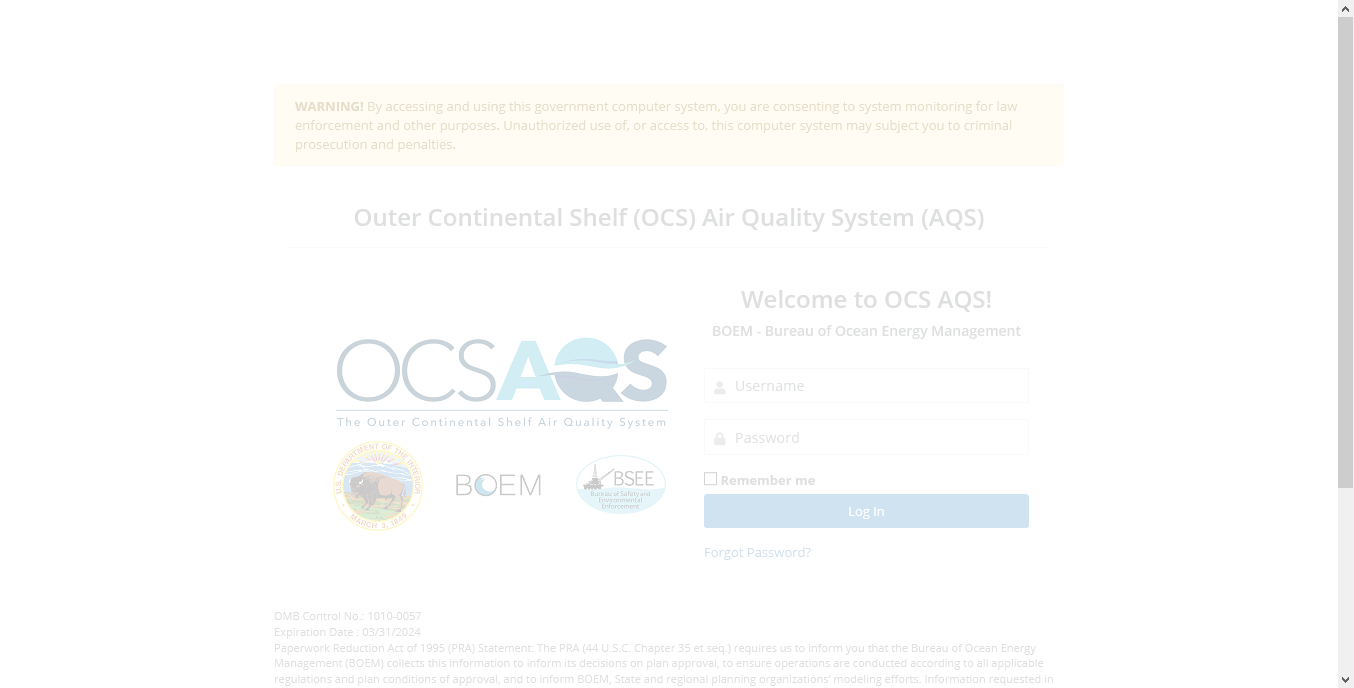 WARNING! By accessing and using this government computer system, you are consenting to system monitoring for law
enforcement and other purposes. Unauthorized use of, or access to, this computer system may subject you to criminal
prosecution and penalties.
Outer Continental Shelf (OCS) Air Quality System (AQS)
Welcome to OCS AQS!
BOEM - Bureau of Ocean Energy Management
OCSAQS
The Outer Continental Shelf Air Quality System
U.S. DEPARTMENT OF THE INTERIOR
MARCH 3, 1849
BOEM
BSEE
Bureau of Safety and
Environmental
Enforcement
Username
Password
Remember me
Log In
Forgot Password?
OMB Control No.: 1010-0057
Expiration Date : 03/31/2024
Paperwork Reduction Act of 1995 (PRA) Statement: The PRA (44 U.S.C. Chapter 35 et seq.) requires us to inform you that the Bureau of Ocean Energy
Management (BOEM) collects this information to inform its decisions on plan approval, to ensure operations are conducted according to all applicable
regulations and plan conditions of approval, and to inform BOEM, State and regional planning organizations' modeling efforts. Information requested in